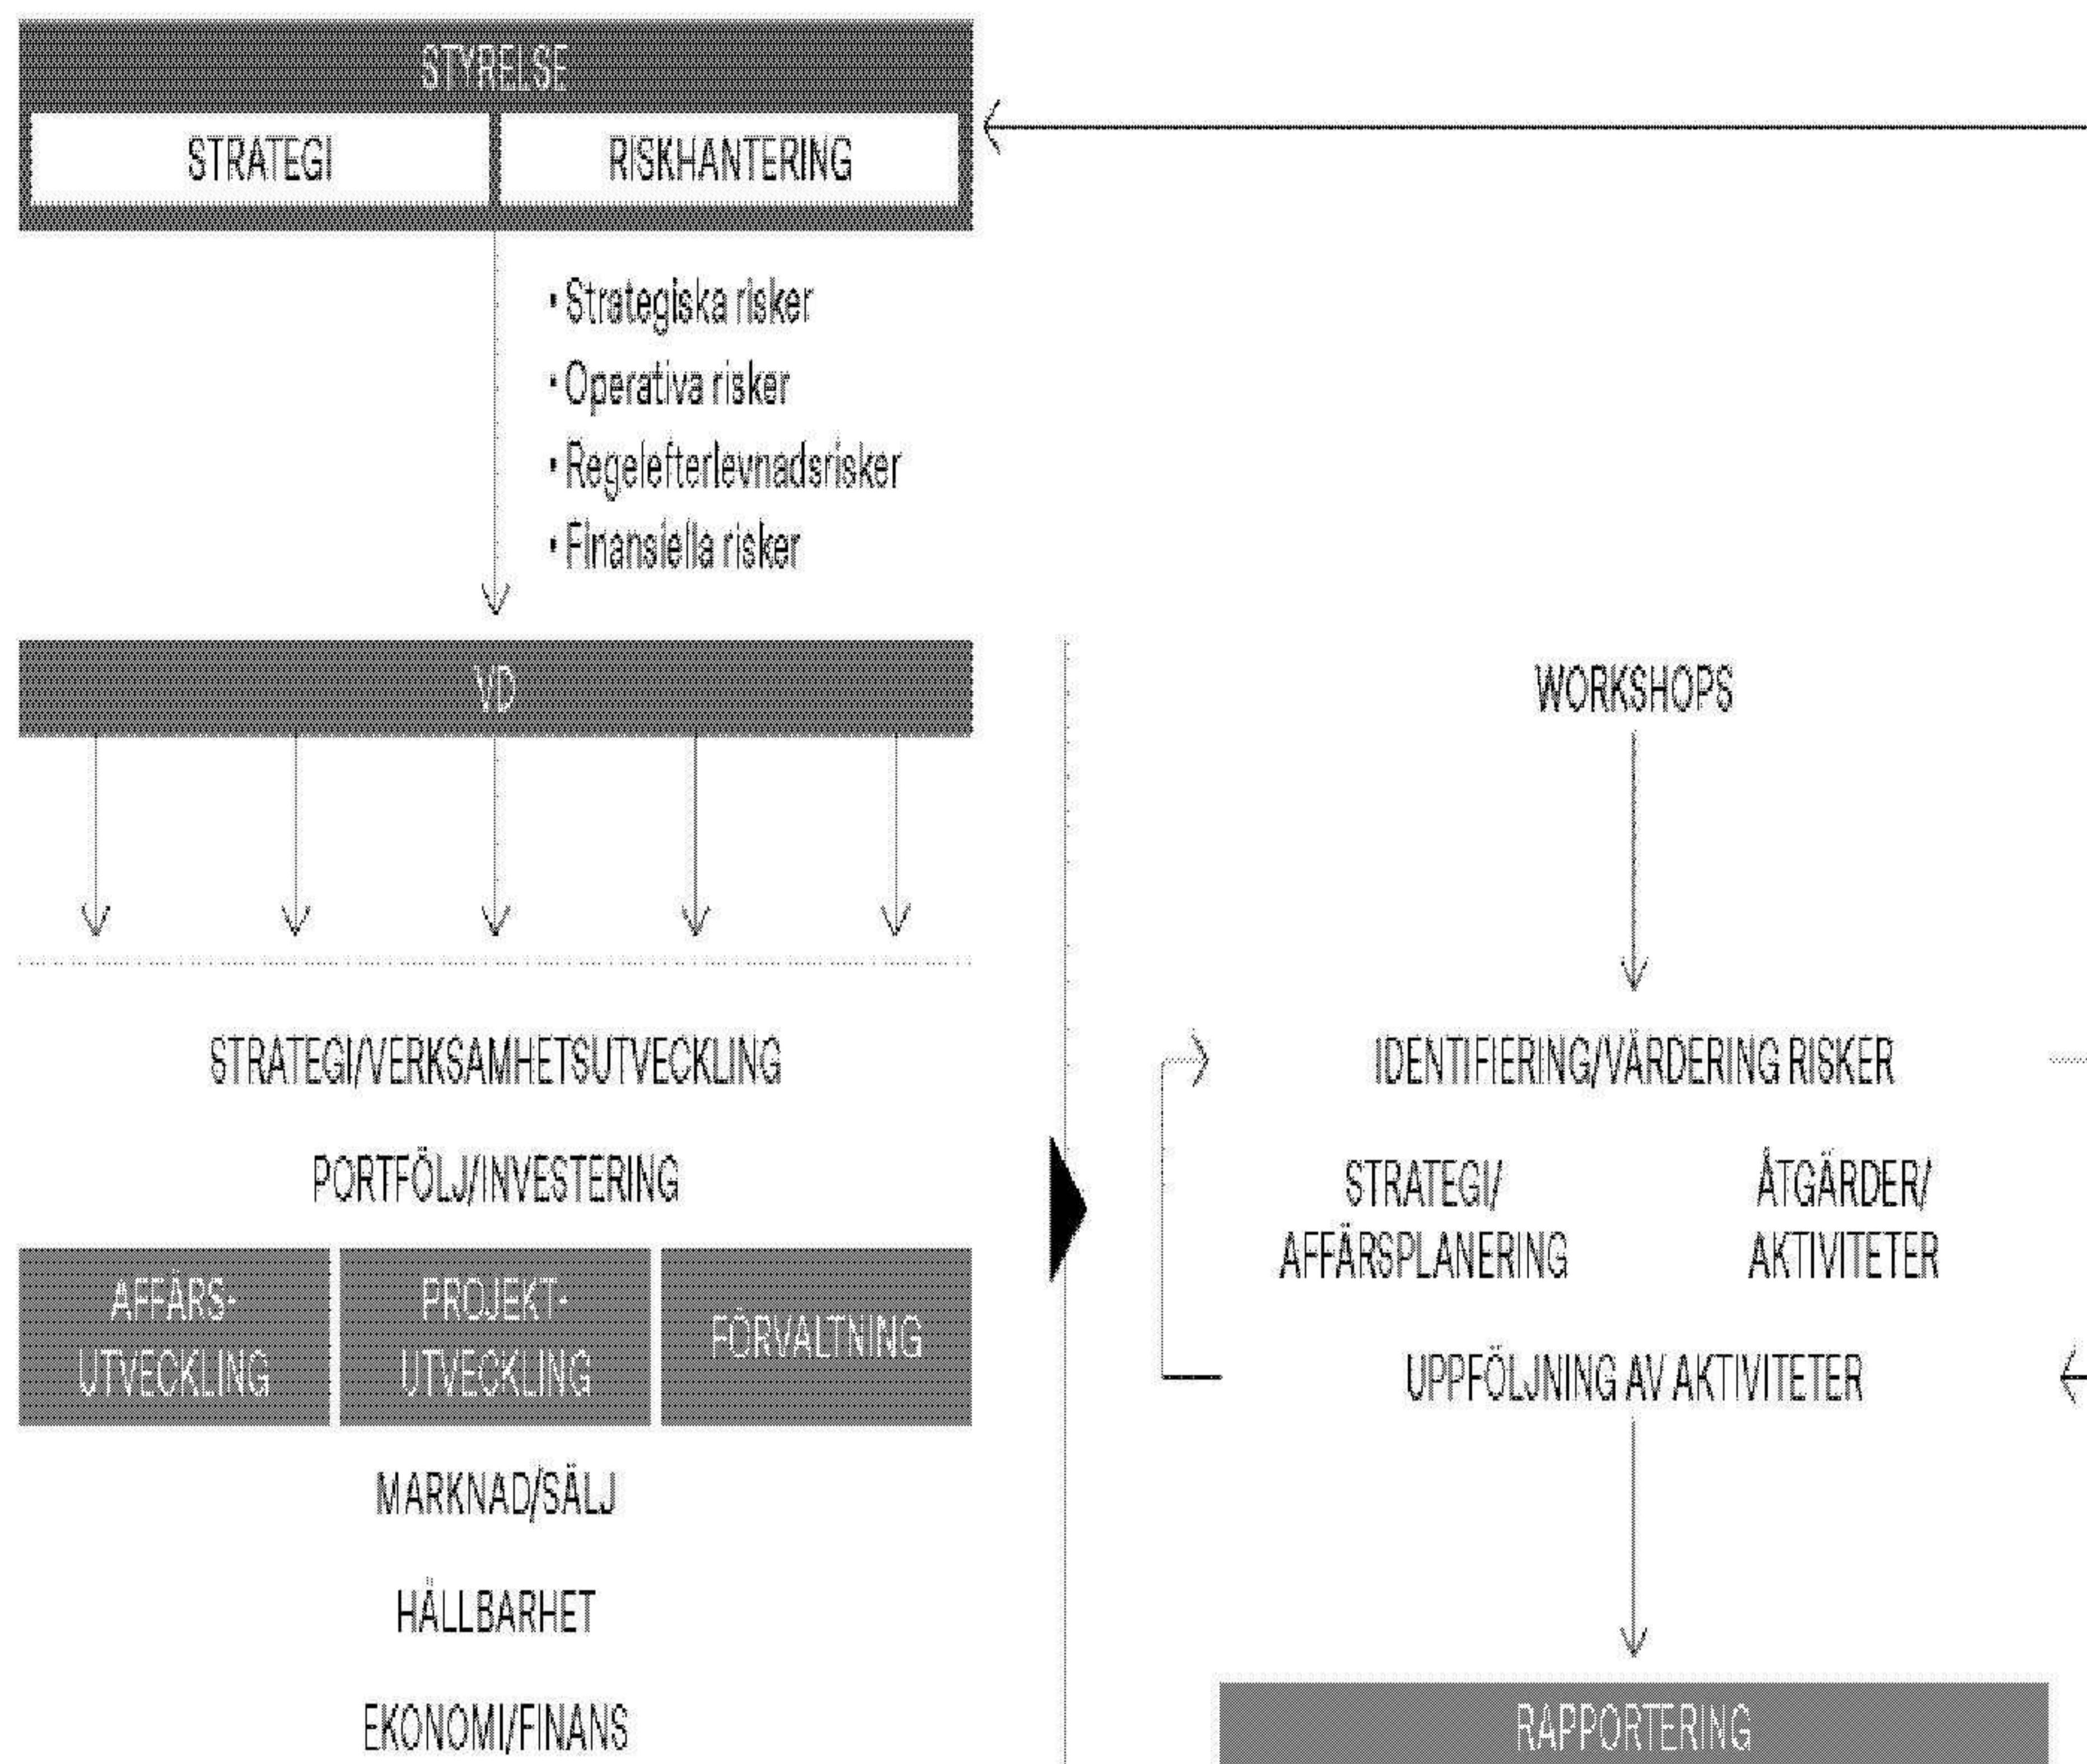 STYRELSE
STRATEGI
RISKHANTERING
• Strategiska risker
• Operativa risker
• Regelefterlevnadsrisker
• Finansiella risker
VD
STRATEGI/VERKSAMHETSUTVECKLING
PORTFÖLJ/INVESTERING
AFFÄRS-
UTVECKLING
PROJEKT-
UTVECKLING
FÖRVALTNING
MARKNAD/SÄLJ
HÅLLBARHET
EKONOMI/FINANS
WORKSHOPS
IDENTIFIERING/VÄRDERING RISKER
STRATEGI/
AFFÄRSPLANERING
ÅTGÄRDER/
AKTIVITETER
UPPFÖLJNING AV AKTIVITETER
RAPPORTERING